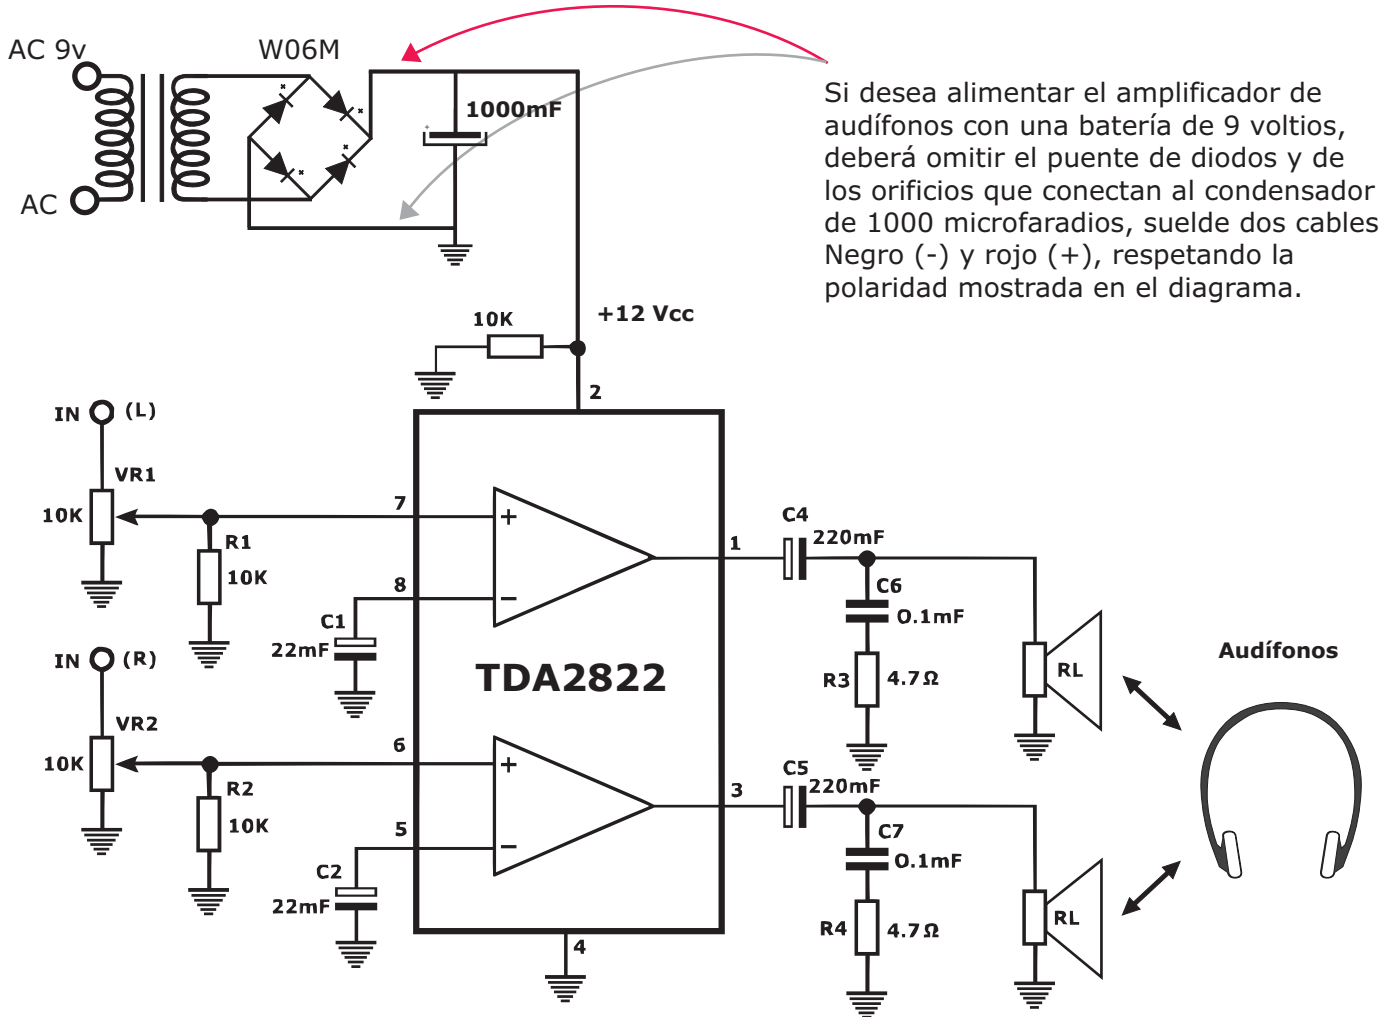 AC 9v
W06M
1000mF
AC
Si desea alimentar el amplificador de
audífonos con una batería de 9 voltios,
deberá omitir el puente de diodos y de
los orificios que conectan al condensador
de 1000 microfaradios, suelde dos cables
Negro (-) y rojo (+), respetando la
polaridad mostrada en el diagrama.
+12 Vcc
10K
2
IN (L)
VR1
10K
R1
10K
7
8
C1
22mF
1
C4
220mF
C6
0.1mF
R3 4.7Ω
RL
TDA2822
Audífonos
IN (R)
VR2
10K
R2
10K
6
5
C2
22mF
3
C5
220mF
C7
0.1mF
R4 4.7Ω
RL
4